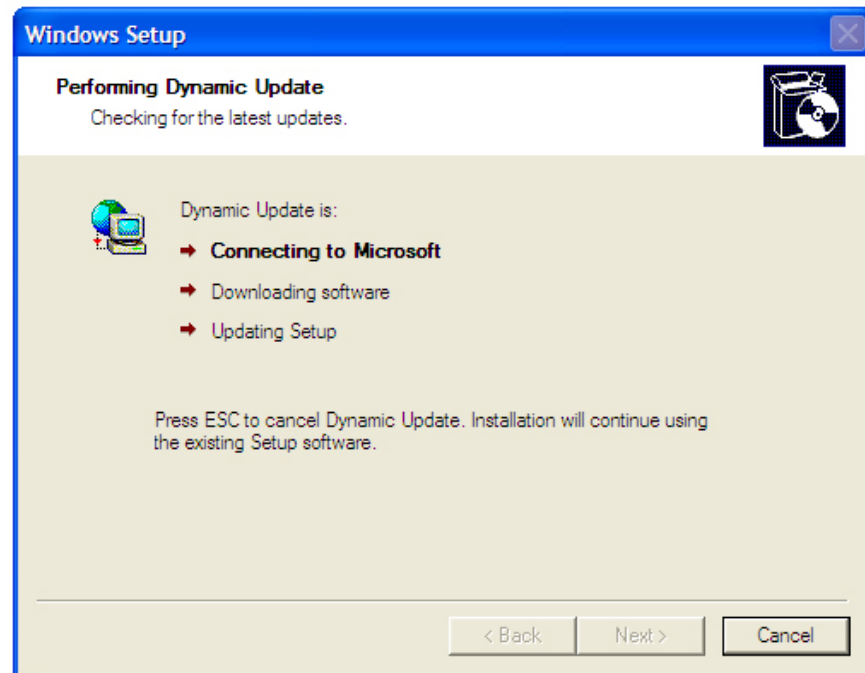 Windows Setup
Performing Dynamic Update
Checking for the latest updates.
Dynamic Update is:
Connecting to Microsoft
Downloading software
Updating Setup
Press ESC to cancel Dynamic Update. Installation will continue using
the existing Setup software.
< Back Next > Cancel